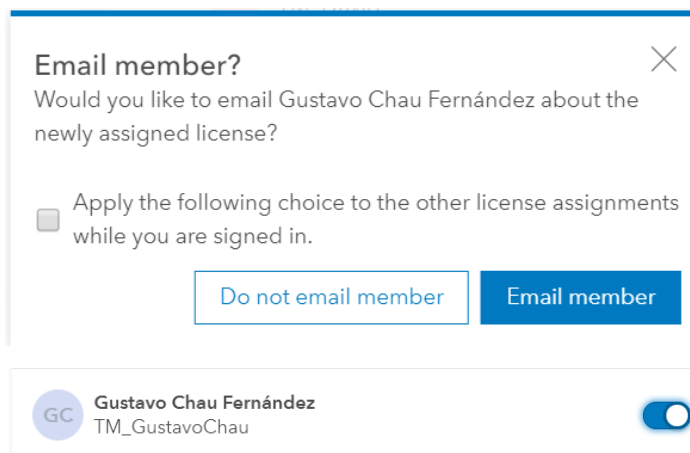 Email member?
Would you like to email Gustavo Chau Fernández about the
newly assigned license?
Apply the following choice to the other license assignments
while you are signed in.
Do not email member
Email member
GC
Gustavo Chau Fernández
TM_GustavoChau